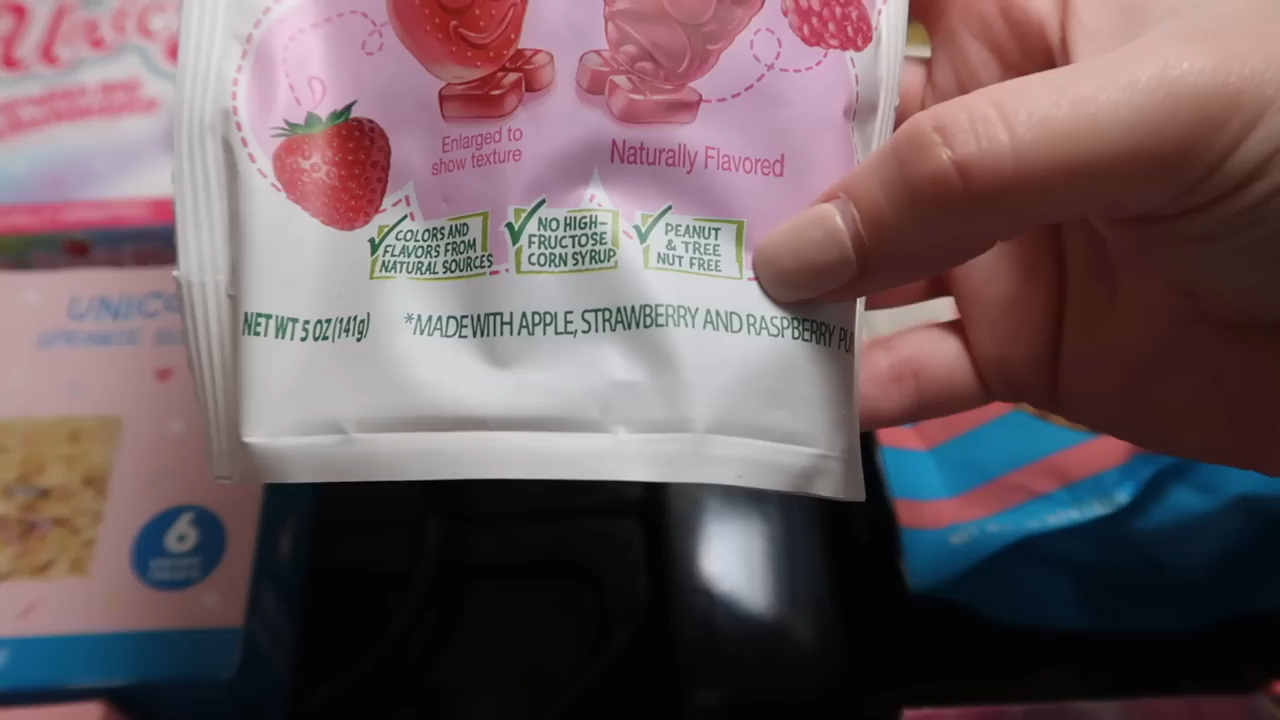 Enlarged to
show texture
Naturally Flavored
COLORS AND
FLAVORS FROM
NATURAL SOURCES
NO HIGH-
FRUCTOSE
CORN SYRUP
PEANUT
& TREE
NUT FREE
NET WT 5 OZ (141g)
*MADE WITH APPLE, STRAWBERRY AND RASPBERRY
6